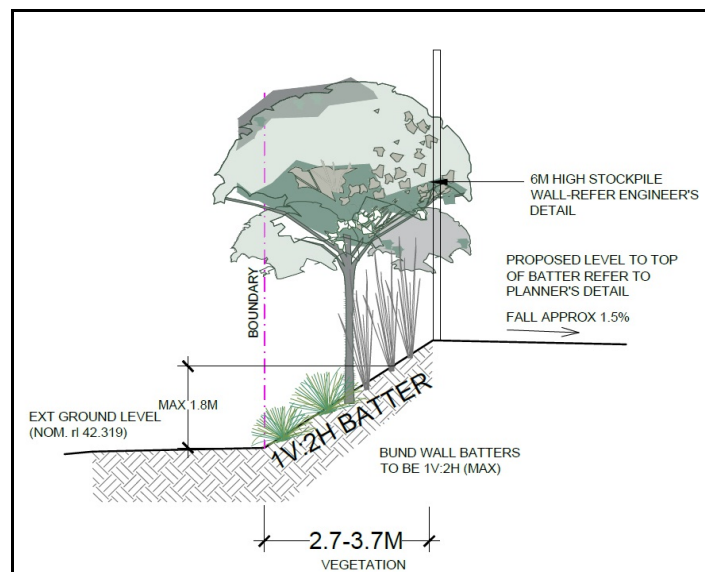 6M HIGH STOCKPILE
WALL-REFER ENGINEER'S
DETAIL
PROPOSED LEVEL TO TOP
OF BATTER REFER TO
PLANNER'S DETAIL
FALL APPROX 1.5%
BOUNDARY
MAX 1.8M
EXT GROUND LEVEL
(NOM. rl 42.319)
1V:2H BATTER
BUND WALL BATTERS
TO BE 1V:2H (MAX)
2.7-3.7M
VEGETATION